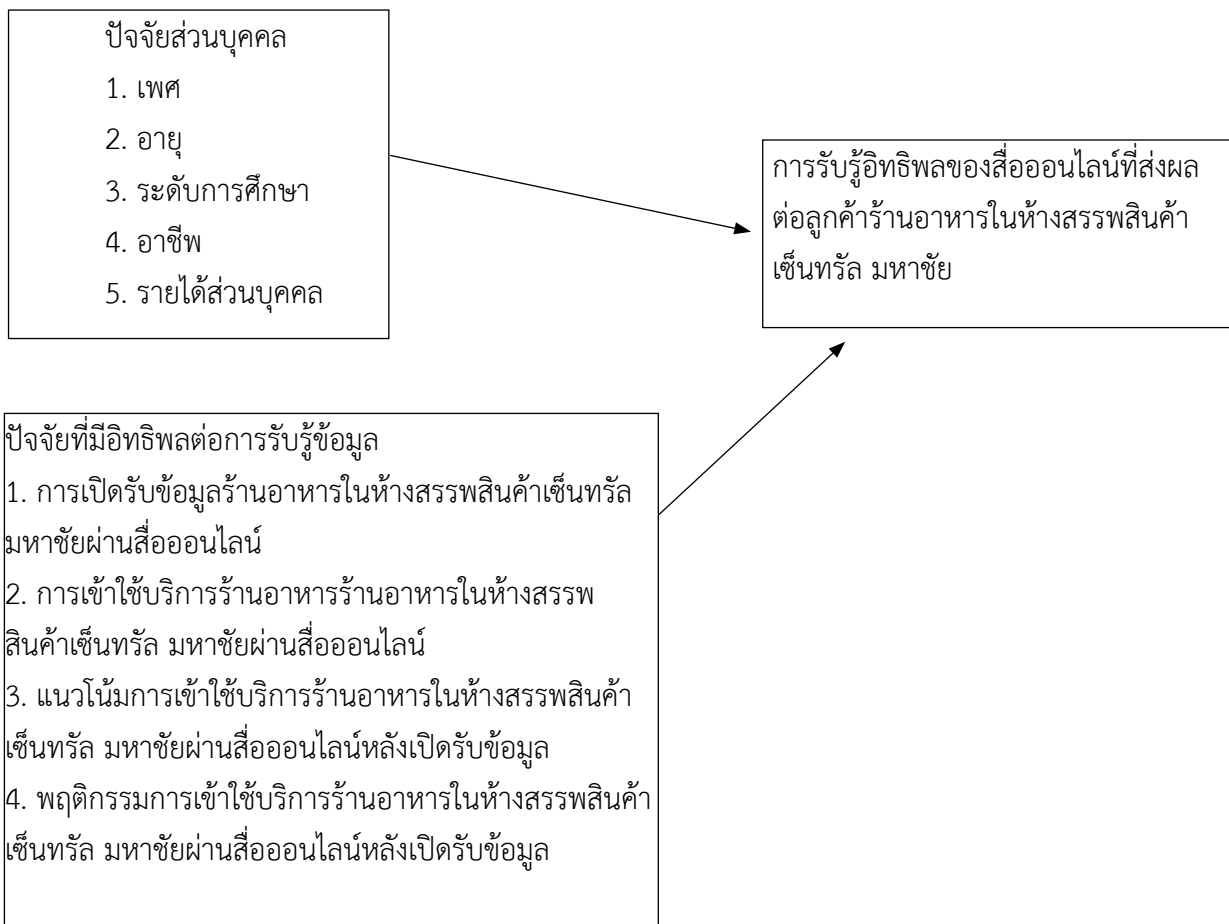 ปัจจัยส่วนบุคคล
1. เพศ
2. อายุ
3. ระดับการศึกษา
4. อาชีพ
5. รายได้ส่วนบุคคล
การรับรู้อิทธิพลของสื่อออนไลน์ที่ส่งผล
ต่อลูกค้าร้านอาหารในห้างสรรพสินค้า
เซ็นทรัล มหาชัย
ปัจจัยที่มีอิทธิพลต่อการรับรู้ข้อมูล
1. การเปิดรับข้อมูลร้านอาหารในห้างสรรพสินค้าเซ็นทรัล
มหาชัยผ่านสื่อออนไลน์
2. การเข้าใช้บริการร้านอาหารร้านอาหารในห้างสรรพ
สินค้าเซ็นทรัล มหาชัยผ่านสื่อออนไลน์
3. แนวโน้มการเข้าใช้บริการร้านอาหารในห้างสรรพสินค้า
เซ็นทรัล มหาชัยผ่านสื่อออนไลน์หลังเปิดรับข้อมูล
4. พฤติกรรมการเข้าใช้บริการร้านอาหารในห้างสรรพสินค้า
เซ็นทรัล มหาชัยผ่านสื่อออนไลน์หลังเปิดรับข้อมูล